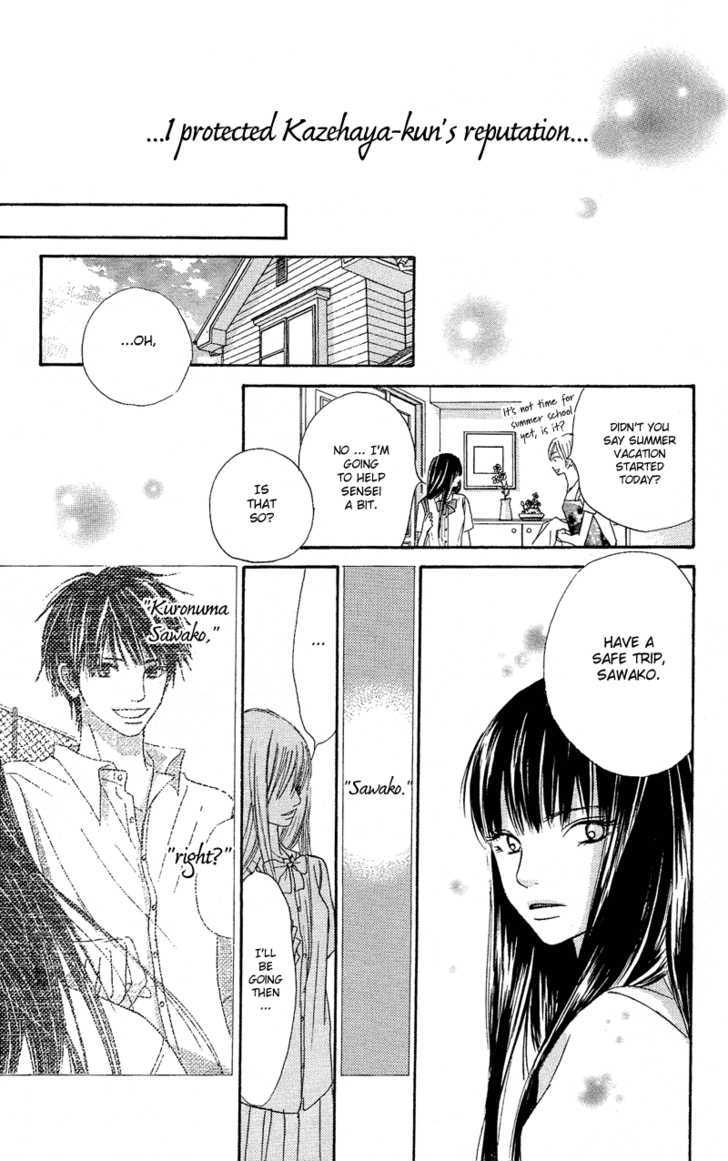 ...I protected Kazehaya-kun's reputation...
...OH,
DIDN'T YOU
SAY SUMMER
VACATION
STARTED
TODAY?
It's not time for
summer school
yet, is it?
NO ... I'M
GOING
TO HELP
SENSEI
A BIT.
IS
THAT
SO?
HAVE A
SAFE TRIP,
SAWAKO.
"Sawako."
...
I'LL
BE
GOING
THEN
...
"Kuronuma
Sawako,"
"right?"